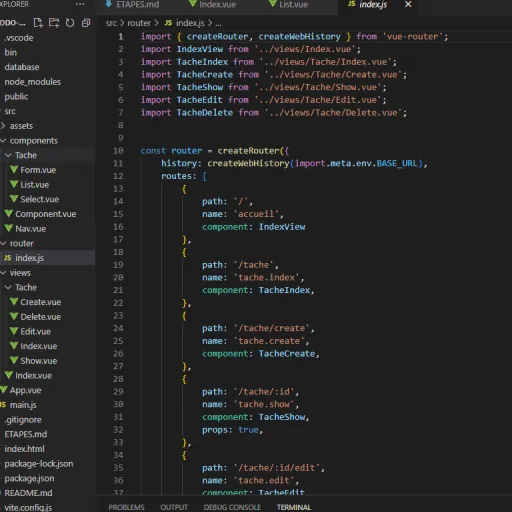 EXPLORER
ETAPES.md
Index.vue
List.vue
JS index.js
src > router > JS index.js > ...
.vscode
bin
database
node_modules
public
src
assets
components
Tache
Form.vue
List.vue
Select.vue
Component.vue
Nav.vue
router
JS index.js
views
Tache
Create.vue
Delete.vue
Edit.vue
Index.vue
Show.vue
Index.vue
App.vue
main.js
.gitignore
ETAPES.md
index.html
package-lock.json
package.json
README.md
vite.config.js
1 import { createRouter, createWebHistory } from 'vue-router';
2 import IndexView from '../views/Index.vue';
3 import TacheIndex from '../views/Tache/Index.vue';
4 import TacheCreate from '../views/Tache/Create.vue';
5 import TacheShow from '../views/Tache/Show.vue';
6 import TacheEdit from '../views/Tache/Edit.vue';
7 import TacheDelete from '../views/Tache/Delete.vue';
8
9
10 const router = createRouter({
11 history: createWebHistory(import.meta.env.BASE_URL),
12 routes: [
13 {
14 path: '/',
15 name: 'accueil',
16 component: IndexView
17 },
18 {
19 path: '/tache',
20 name: 'tache.index',
21 component: TacheIndex,
22 },
23 {
24 path: '/tache/create',
25 name: 'tache.create',
26 component: TacheCreate,
27 },
28 {
29 path: '/tache/:id',
30 name: 'tache.show',
31 component: TacheShow,
32 props: true,
33 },
34 {
35 path: '/tache/:id/edit',
36 name: 'tache.edit',
37 component: TacheEdit
PROBLEMS OUTPUT DEBUG CONSOLE TERMINAL